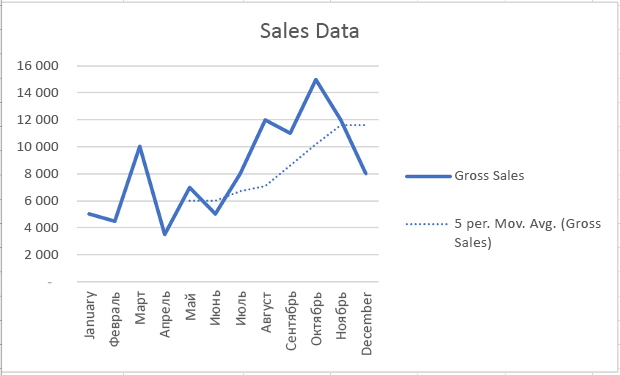 Sales Data
16 000
14 000
12 000
10 000
8 000
6 000
4 000
2 000
-
January
Февраль
Март
Апрель
Май
Июнь
Июль
Август
Сентябрь
Октябрь
Ноябрь
December
Gross Sales
5 per. Mov. Avg. (Gross
Sales)